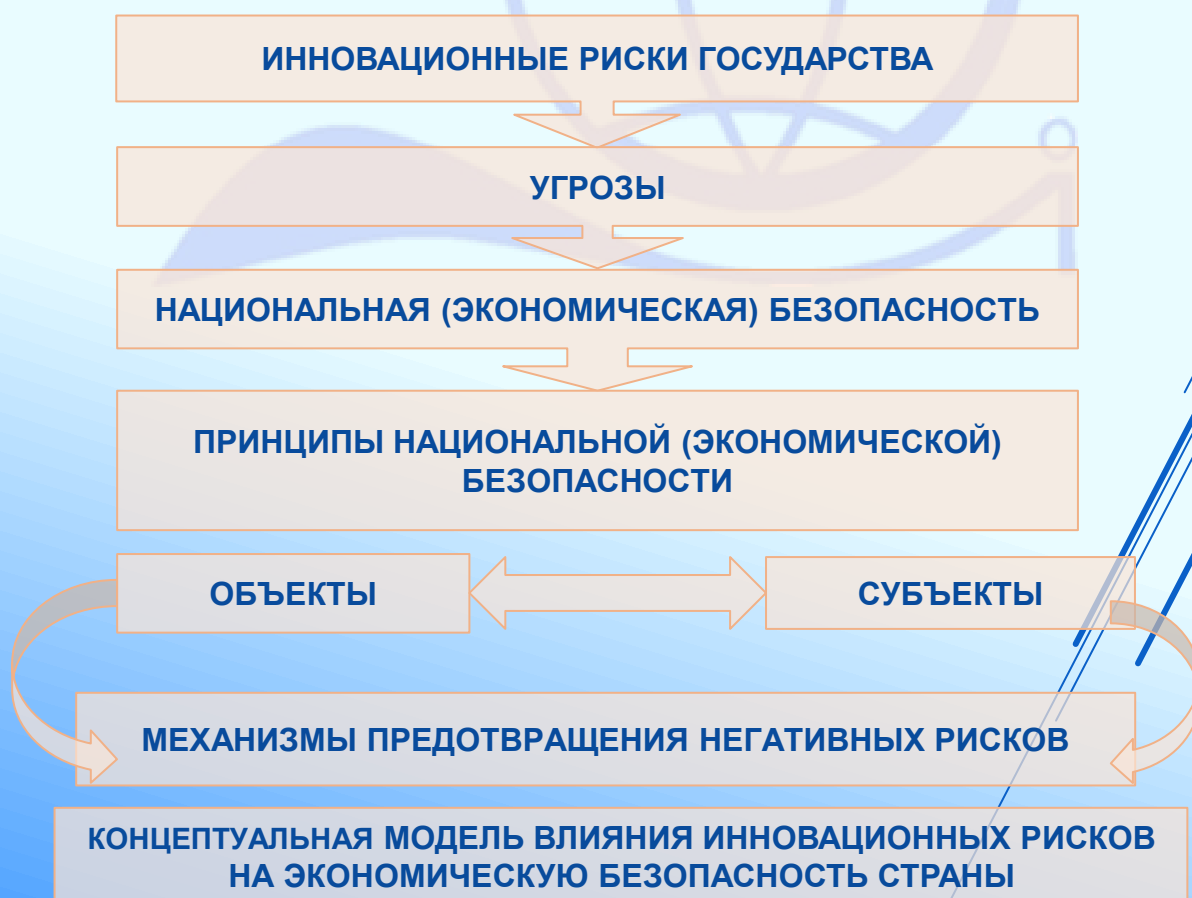 ИННОВАЦИОННЫЕ РИСКИ ГОСУДАРСТВА
УГРОЗЫ
НАЦИОНАЛЬНАЯ (ЭКОНОМИЧЕСКАЯ) БЕЗОПАСНОСТЬ
ПРИНЦИПЫ НАЦИОНАЛЬНОЙ (ЭКОНОМИЧЕСКОЙ)
БЕЗОПАСНОСТИ
ОБЪЕКТЫ
СУБЪЕКТЫ
МЕХАНИЗМЫ ПРЕДОТВРАЩЕНИЯ НЕГАТИВНЫХ РИСКОВ
КОНЦЕПТУАЛЬНАЯ МОДЕЛЬ ВЛИЯНИЯ ИННОВАЦИОННЫХ РИСКОВ
НА ЭКОНОМИЧЕСКУЮ БЕЗОПАСНОСТЬ СТРАНЫ